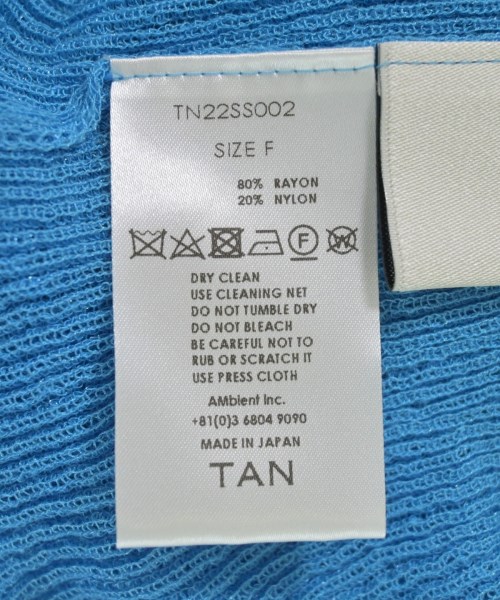 TN22SS002
SIZE F
80% RAYON
20% NYLON
F
W
DRY CLEAN
USE CLEANING NET
DO NOT TUMBLE DRY
DO NOT BLEACH
BE CAREFUL NOT TO
RUB OR SCRATCH IT
USE PRESS CLOTH
AMbient Inc.
+81(0)3 6804 9090
MADE IN JAPAN
TAN